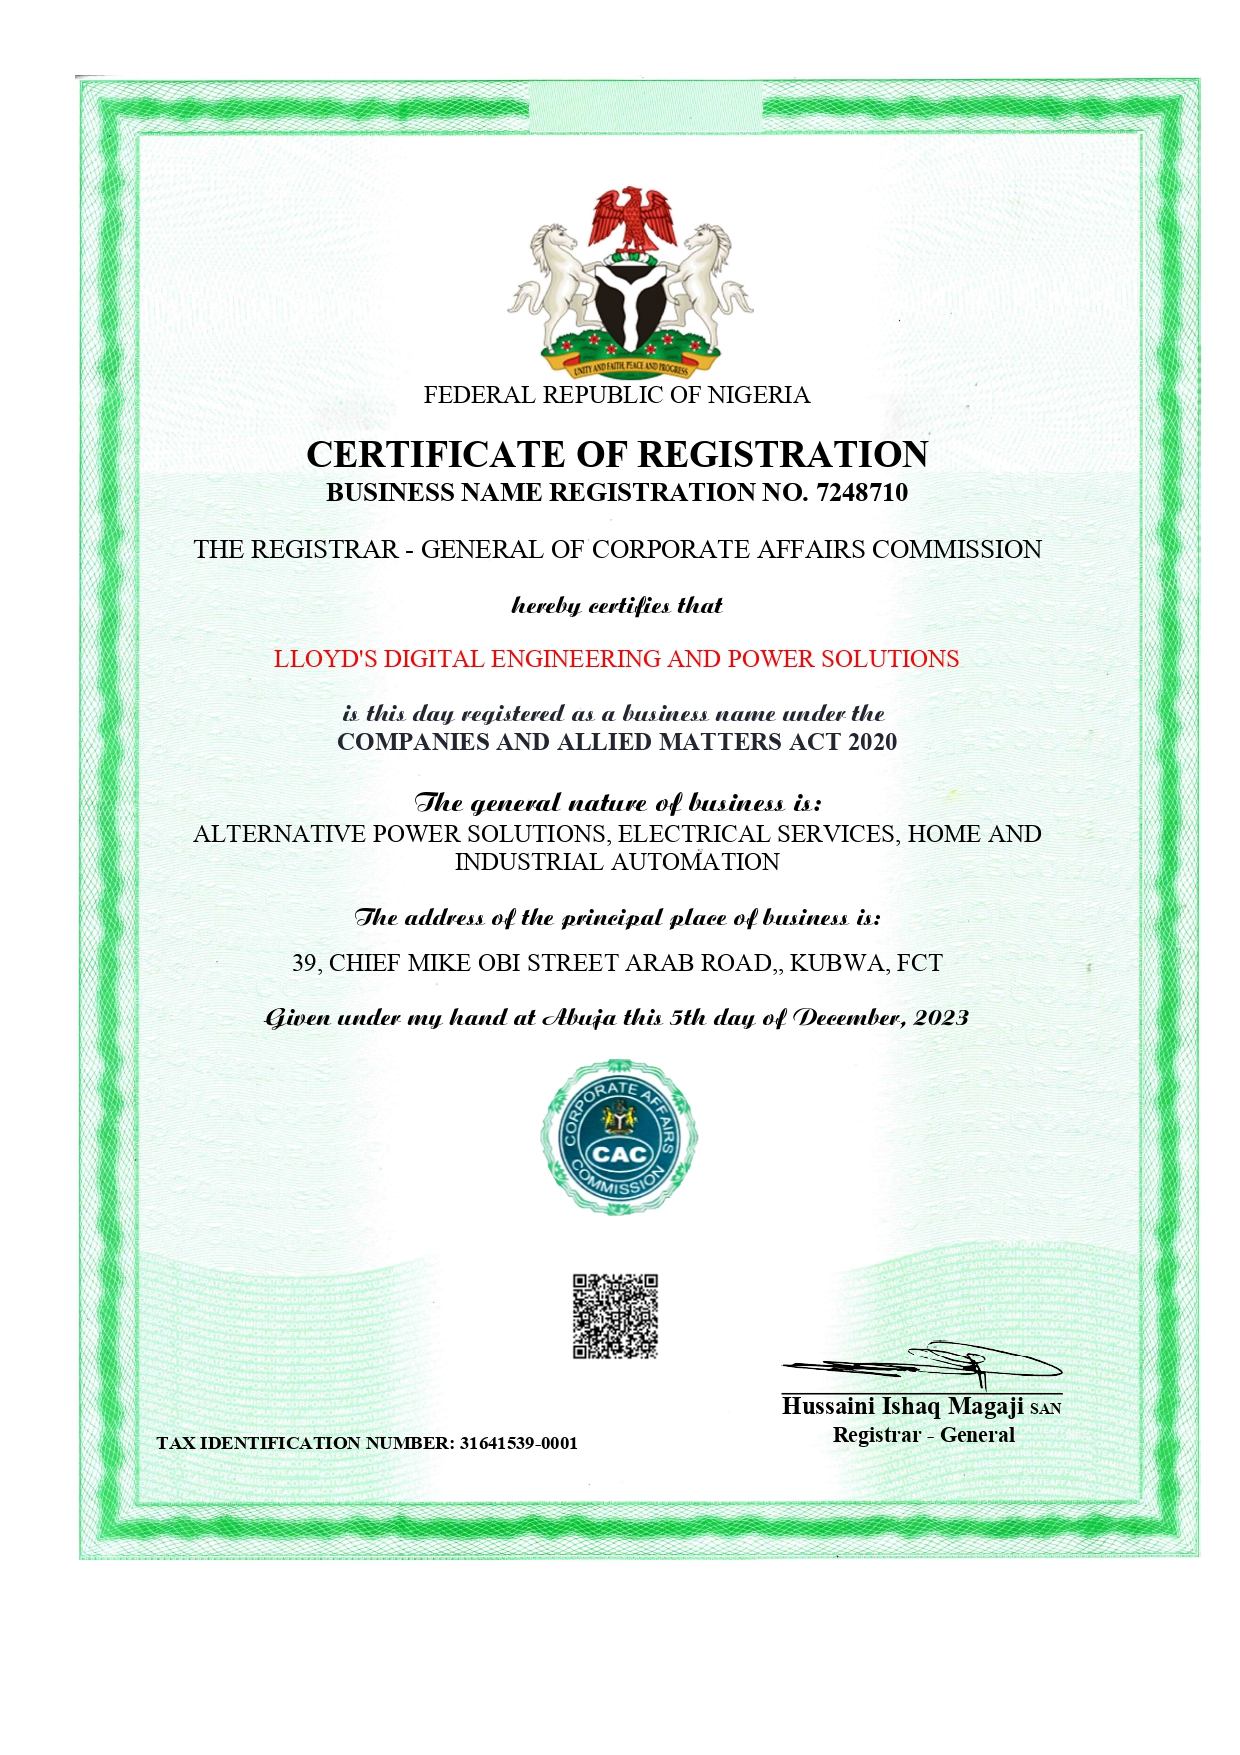 UNITY AND FAITH, PEACE AND PROGRESS
FEDERAL REPUBLIC OF NIGERIA
CERTIFICATE OF REGISTRATION
BUSINESS NAME REGISTRATION NO. 7248710
THE REGISTRAR - GENERAL OF CORPORATE AFFAIRS COMMISSION
hereby certifies that
LLOYD'S DIGITAL ENGINEERING AND POWER SOLUTIONS
is this day registered as a business name under the
COMPANIES AND ALLIED MATTERS ACT 2020
The general nature of business is:
ALTERNATIVE POWER SOLUTIONS, ELECTRICAL SERVICES, HOME AND
INDUSTRIAL AUTOMATION
The address of the principal place of business is:
39, CHIEF MIKE OBI STREET ARAB ROAD,, KUBWA, FCT
Given under my hand at Abuja this 5th day of December, 2023
CORPORATE AFFAIRS
CAC
COMMISSION
Hussaini Ishaq Magaji SAN
Registrar - General
TAX IDENTIFICATION NUMBER: 31641539-0001